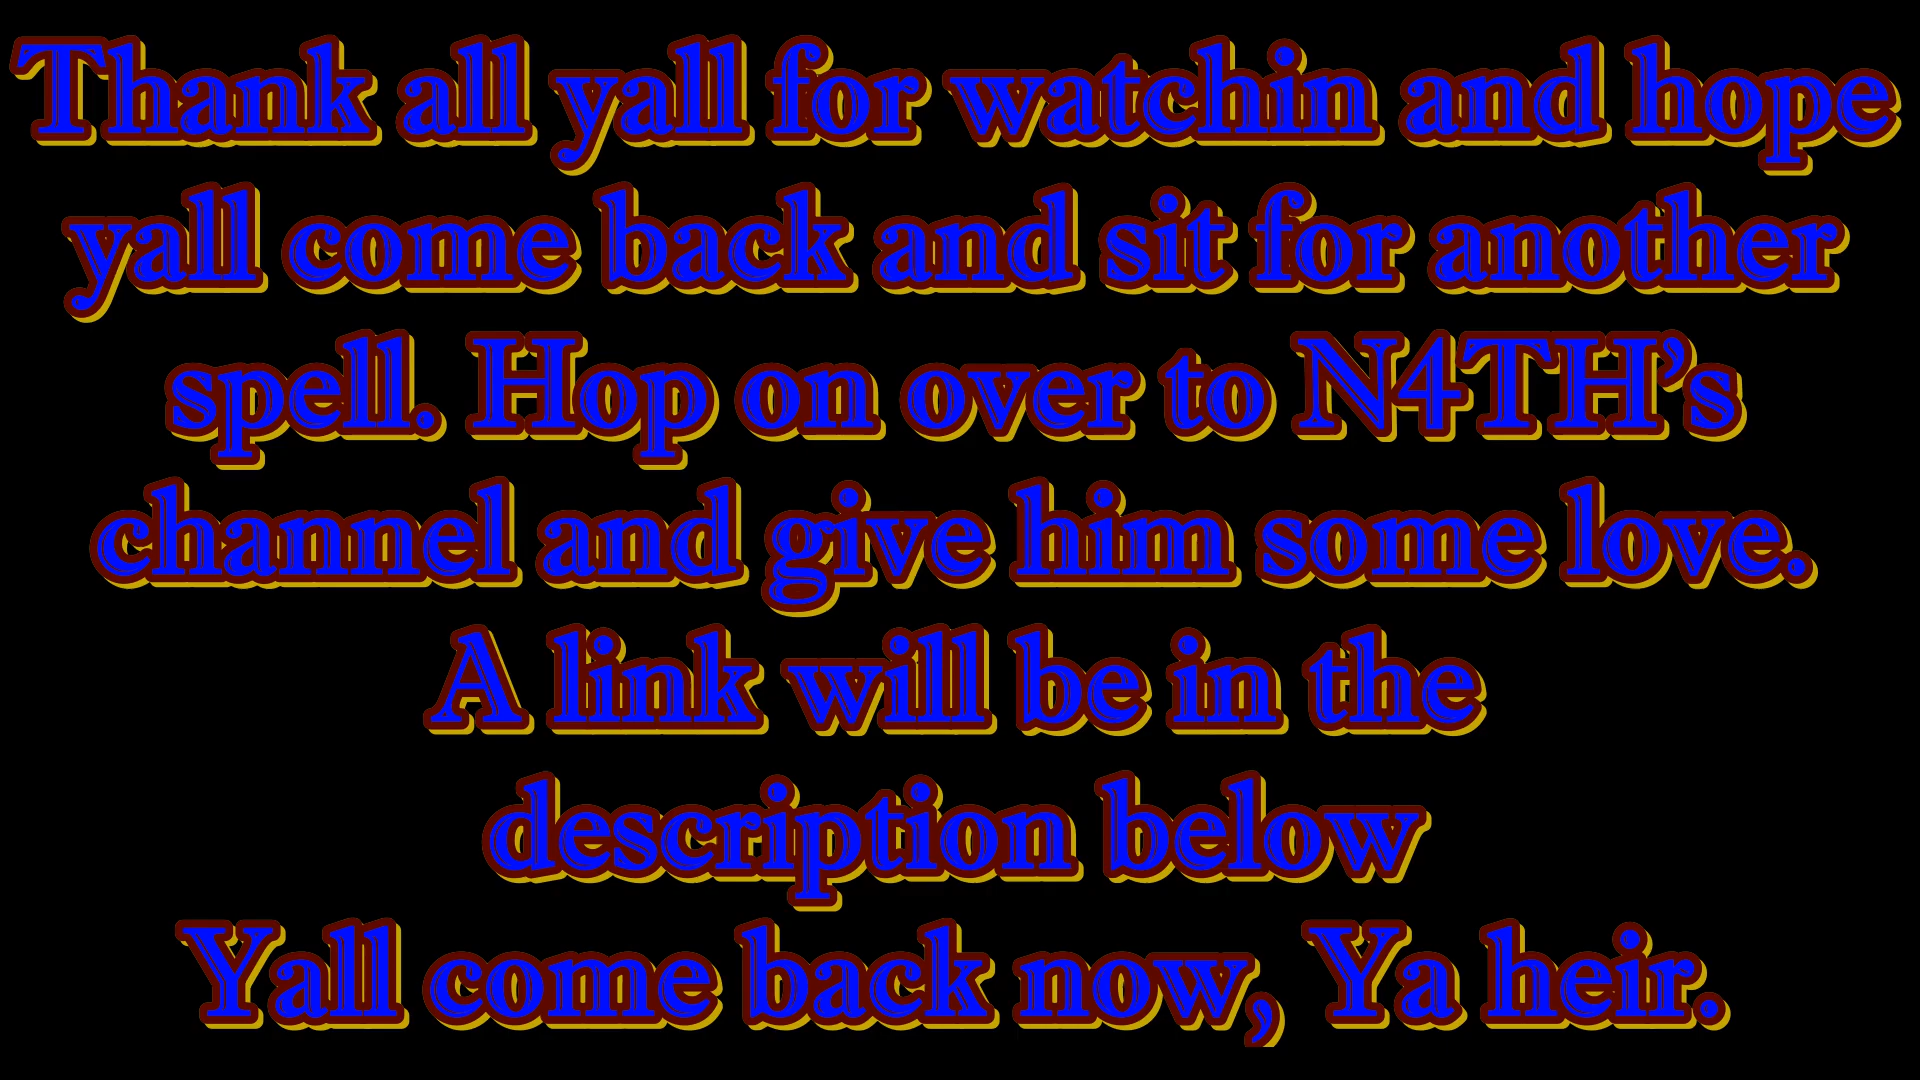 Thank all yall for watchin and hope
yall come back and sit for another
spell. Hop on over to N4TH’s
channel and give him some love.
A link will be in the
description below
Yall come back now, Ya heir.